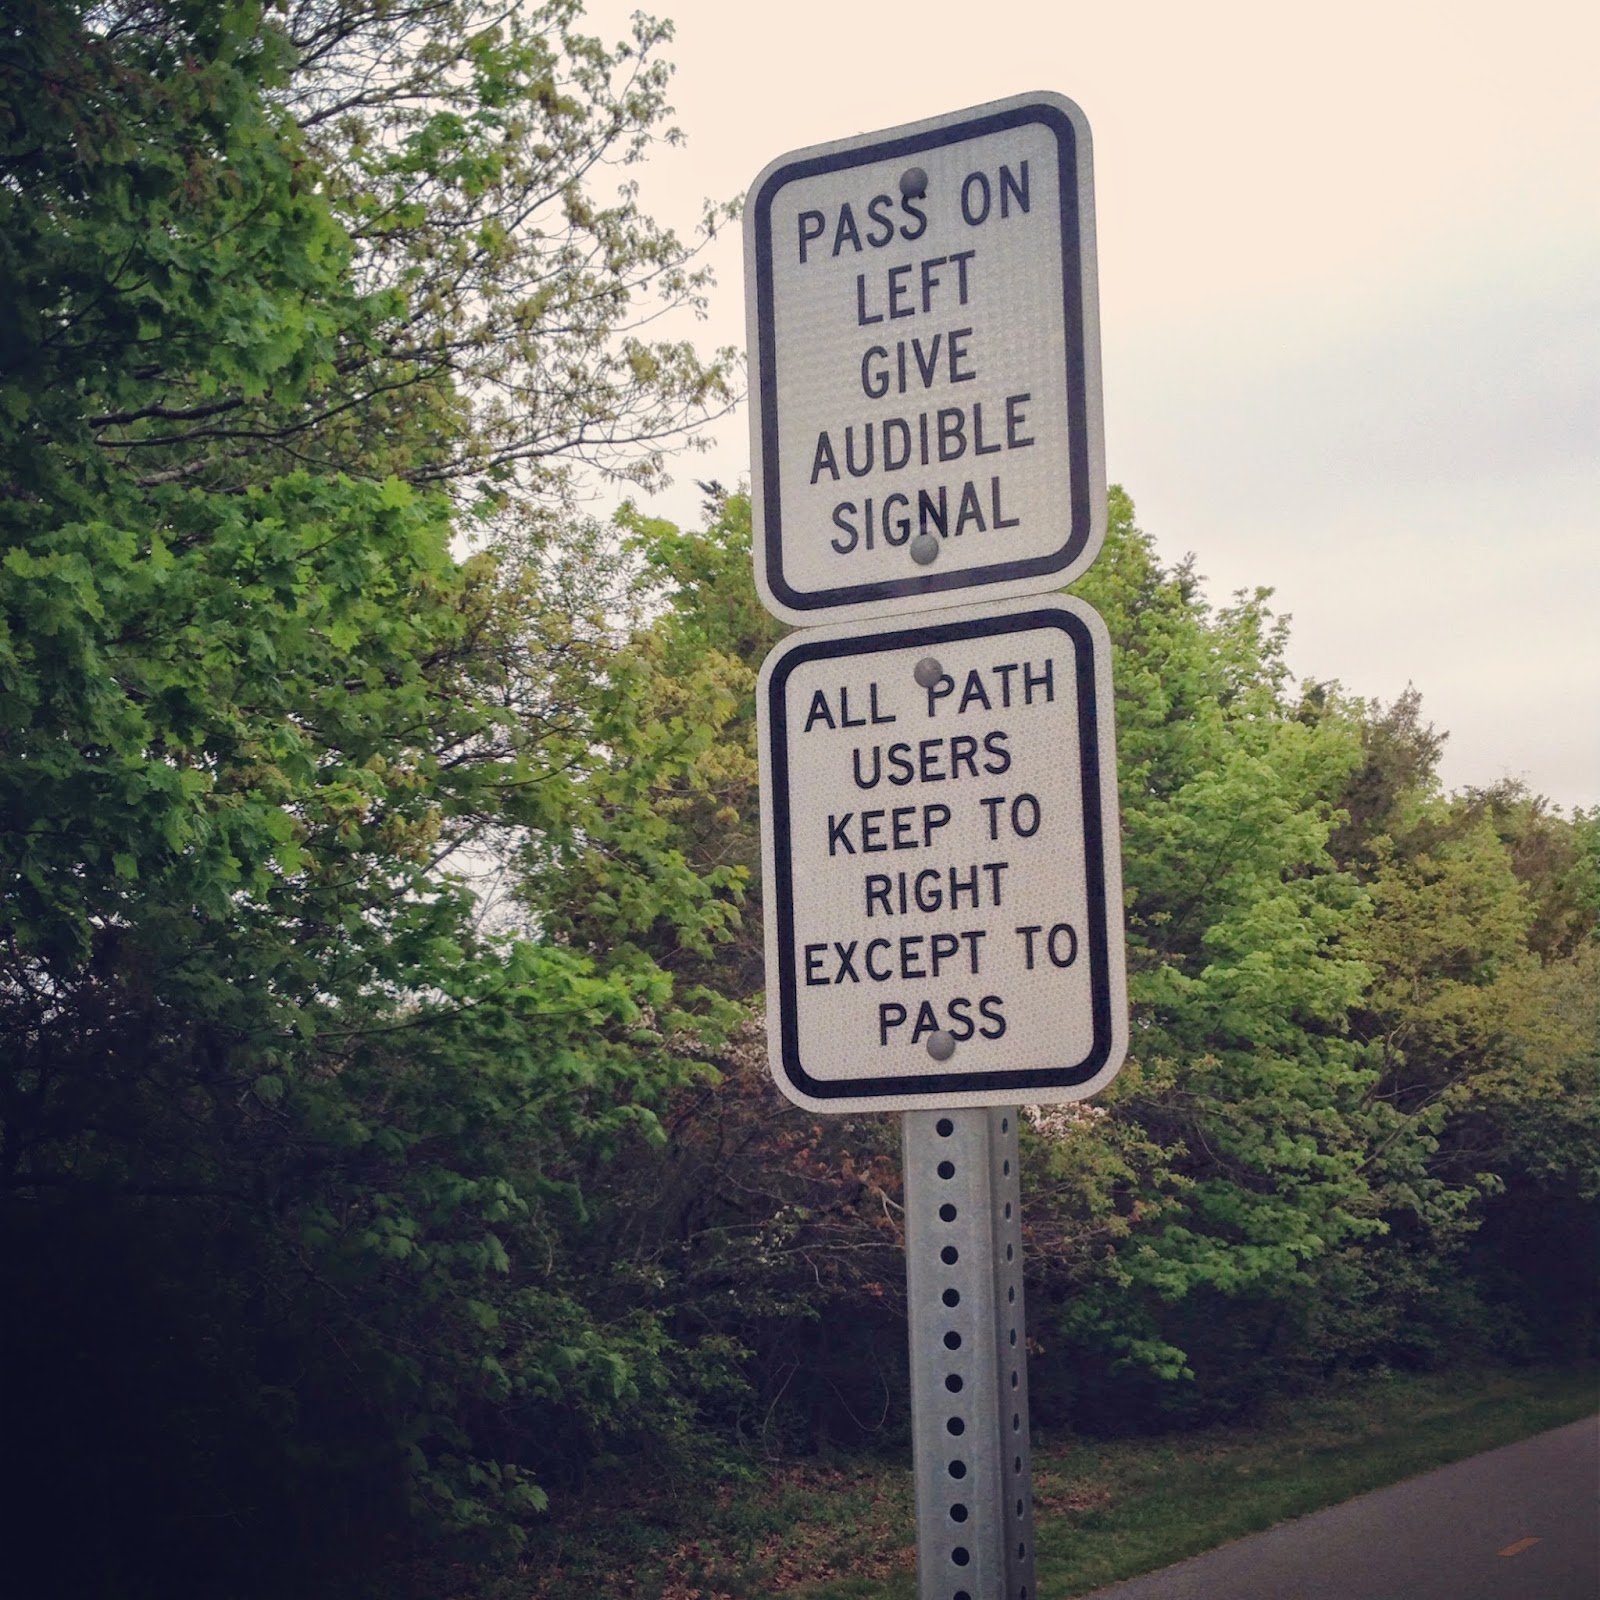 PASS ON
LEFT
GIVE
AUDIBLE
SIGNAL
ALL PATH
USERS
KEEP TO
RIGHT
EXCEPT TO
PASS